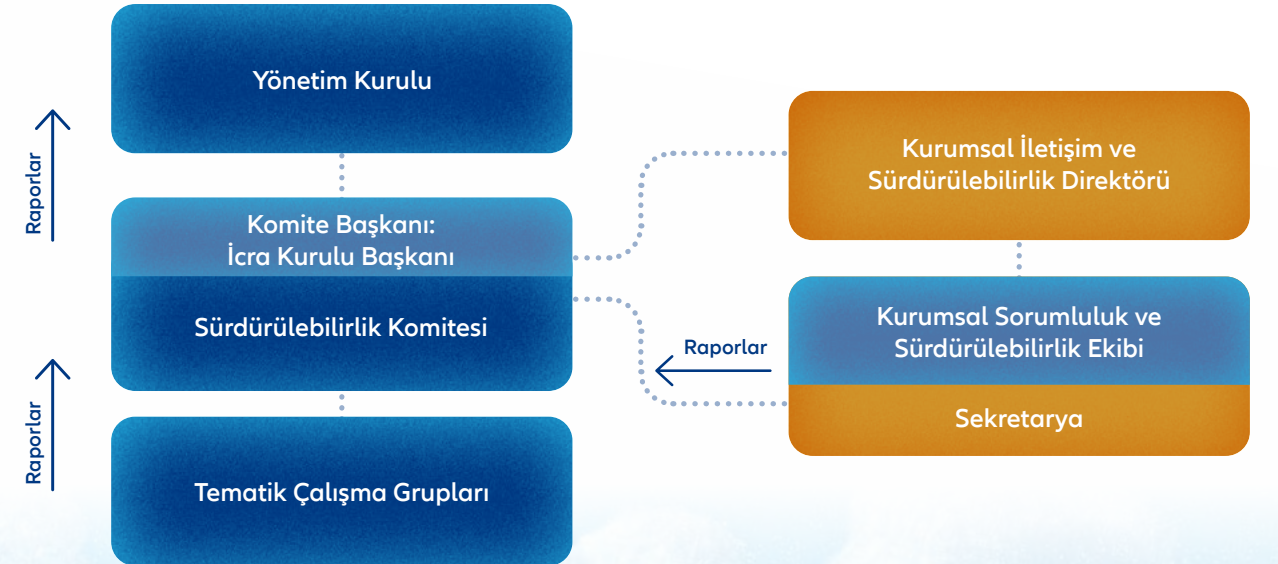 Yönetim Kurulu
Raporlar
Komite Başkanı:
İcra Kurulu Başkanı
Sürdürülebilirlik Komitesi
Raporlar
Tematik Çalışma Grupları
Kurumsal İletişim ve
Sürdürülebilirlik Direktörü
Raporlar
Kurumsal Sorumluluk ve
Sürdürülebilirlik Ekibi
Sekretarya